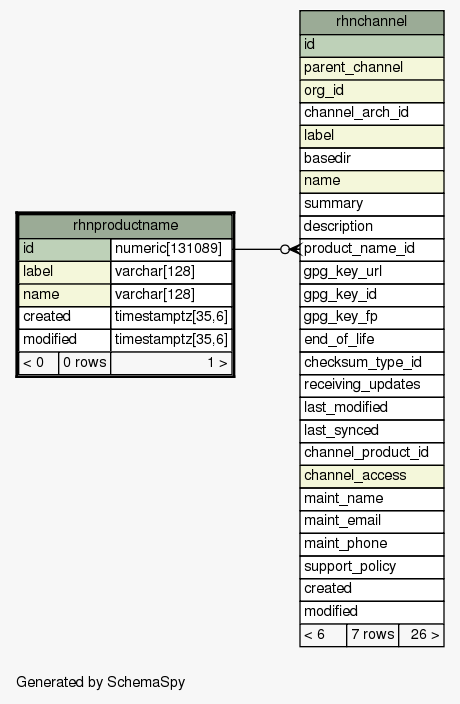 rhnchannel
id
parent_channel
org_id
channel_arch_id
label
basedir
name
summary
description
product_name_id
gpg_key_url
gpg_key_id
gpg_key_fp
end_of_life
checksum_type_id
receiving_updates
last_modified
last_synced
channel_product_id
channel_access
maint_name
maint_email
maint_phone
support_policy
created
modified
< 6 7 rows 26 >
rhnproductname
id numeric[131089]
label varchar[128]
name varchar[128]
created timestamptz[35,6]
modified timestamptz[35,6]
< 0 0 rows 1 >
Generated by SchemaSpy